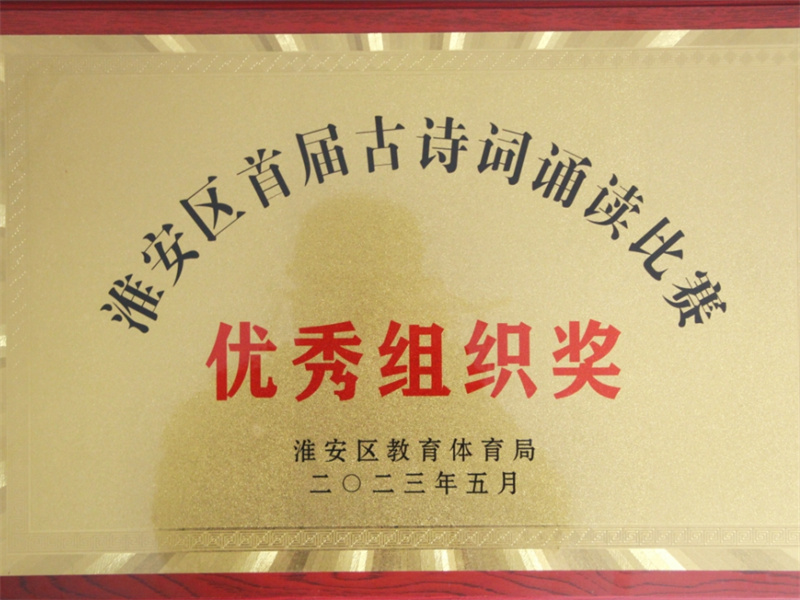 淮安区首届古诗词诵读比赛
优秀组织奖
淮安区教育体育局
二〇二三年五月